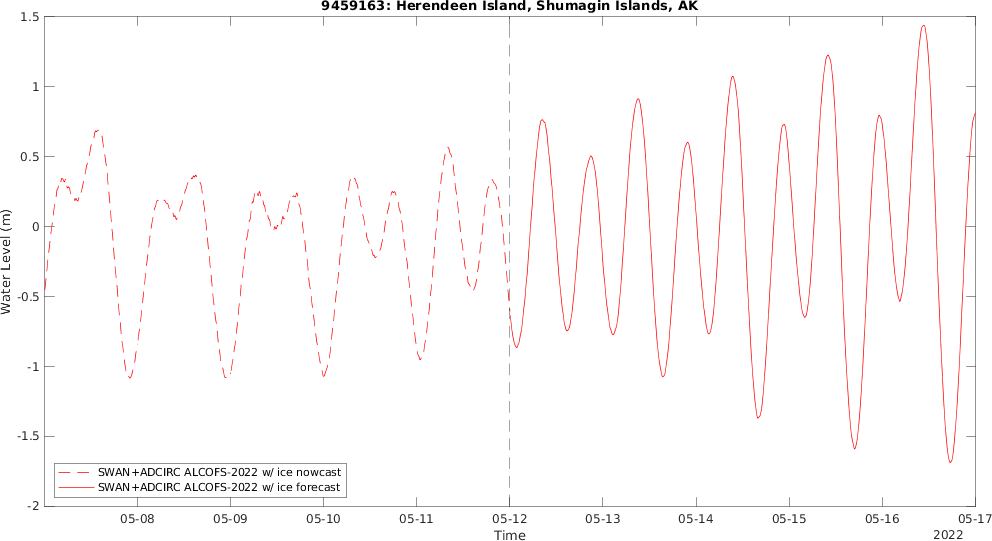 9459163: Herendeen Island, Shumagin Islands, AK
1.5
1
0.5
0
-0.5
-1
-1.5
-2
Water Level (m)
SWAN+ADCIRC ALCOFS-2022 w/ ice nowcast
SWAN+ADCIRC ALCOFS-2022 w/ ice forecast
05-08 05-09 05-10 05-11 05-12 05-13 05-14 05-15 05-16 05-17
Time
2022